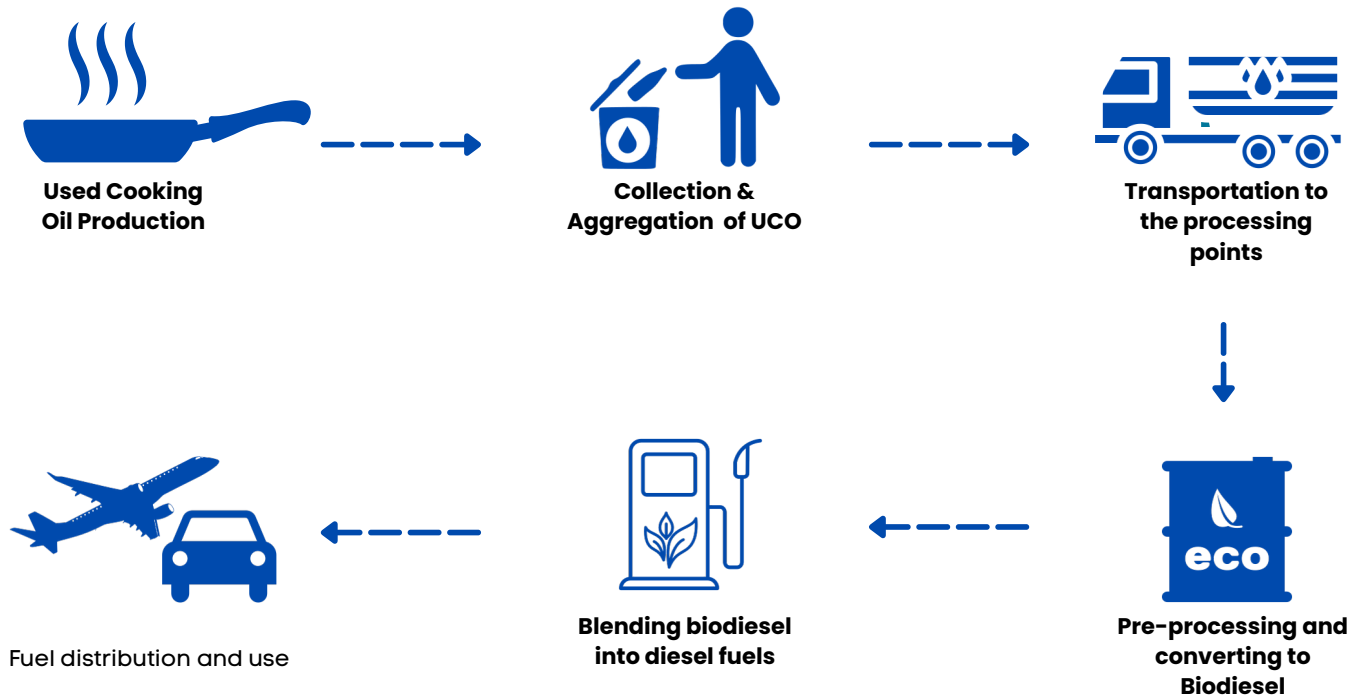 Used Cooking
Oil Production
Collection &
Aggregation of UCO
Transportation to
the processing
points
eco
Pre-processing and
converting to
Biodiesel
Blending biodiesel
into diesel fuels
Fuel distribution and use